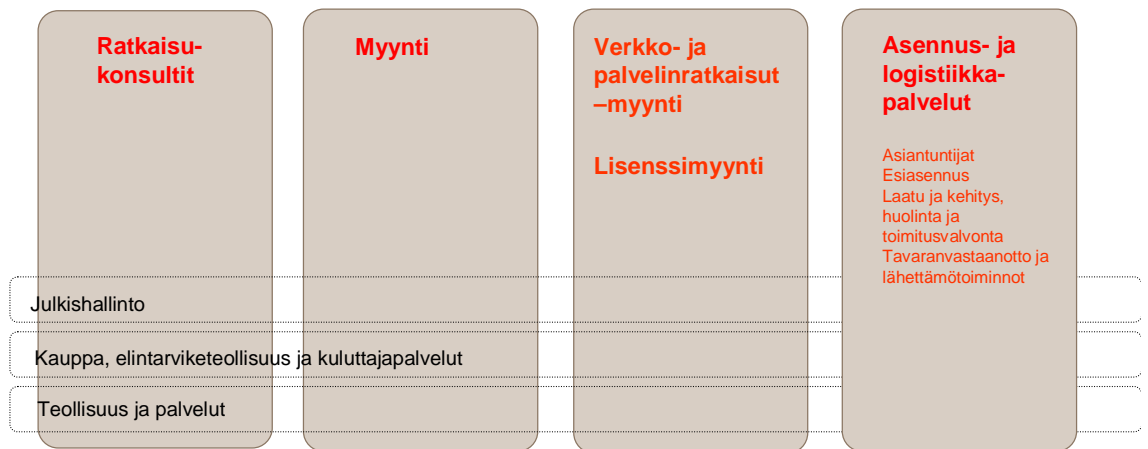 Ratkaisu-
konsultit
Myynti
Verkko- ja
palvelinratkaisut
–myynti
Lisenssimyynti
Asennus- ja
logistiikka-
palvelut
Asiantuntijat
Esiasennus
Laatu ja kehitys,
huolinta ja
toimitusvalvonta
Tavaranvastaanotto ja
lähettämötoiminnot
Julkishallinto
Kauppa, elintarviketeollisuus ja kuluttajapalvelut
Teollisuus ja palvelut